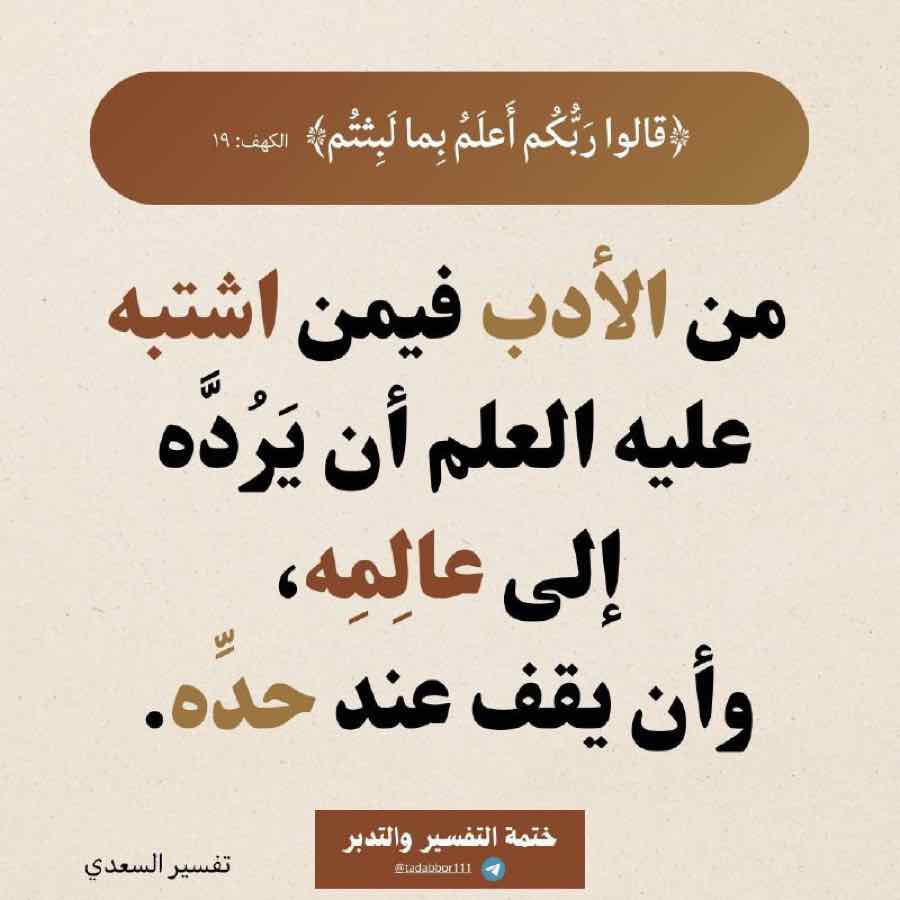 ﴿قالوا رَبُّكُم أَعلَمُ بِما لَبِثتُم﴾ الكهف: ١٩
من الأدب فيمن اشتبه
عليه العلم أن يَرُدَّه
إلى عالِمِه،
وأن يقف عند حدِّه.
ختمة التفسير والتدبر
@tadabbor111
تفسير السعدي